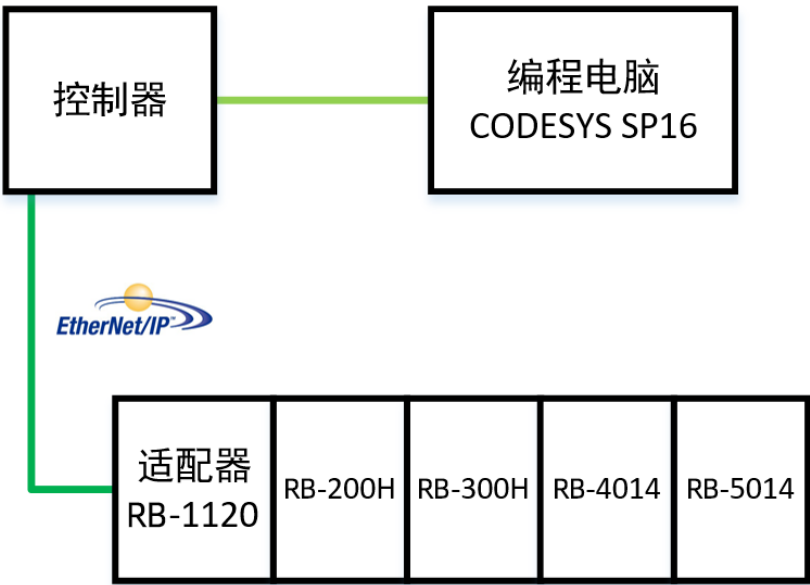 控制器
编程电脑
CODESYS SP16
EtherNet/IP™
适配器
RB-1120
RB-200H
RB-300H
RB-4014
RB-5014